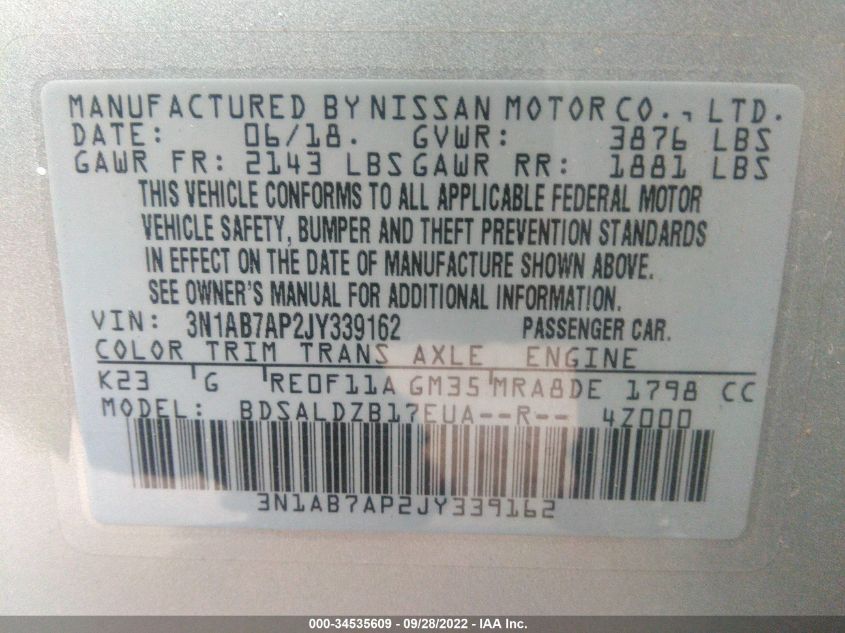 MANUFACTURED BY NISSAN MOTOR CO., LTD.
DATE: 06/18. GVWR: 3876 LBS
GAWR FR: 2143 LBS GAWR RR: 1881 LBS
THIS VEHICLE CONFORMS TO ALL APPLICABLE FEDERAL MOTOR
VEHICLE SAFETY, BUMPER AND THEFT PREVENTION STANDARDS
IN EFFECT ON THE DATE OF MANUFACTURE SHOWN ABOVE.
SEE OWNER'S MANUAL FOR ADDITIONAL INFORMATION.
VIN: 3N1AB7AP2JY339162 PASSENGER CAR.
COLOR TRIM TRANS AXLE ENGINE
K23 ' G ' RE0F11A GM35 ' MRA8DE 1798 CC
MODEL: BDSALDZB17EUA--R-- 4Z000
3N1AB7AP2JY339162
000-34535609 - 09/28/2022 - IAA Inc.